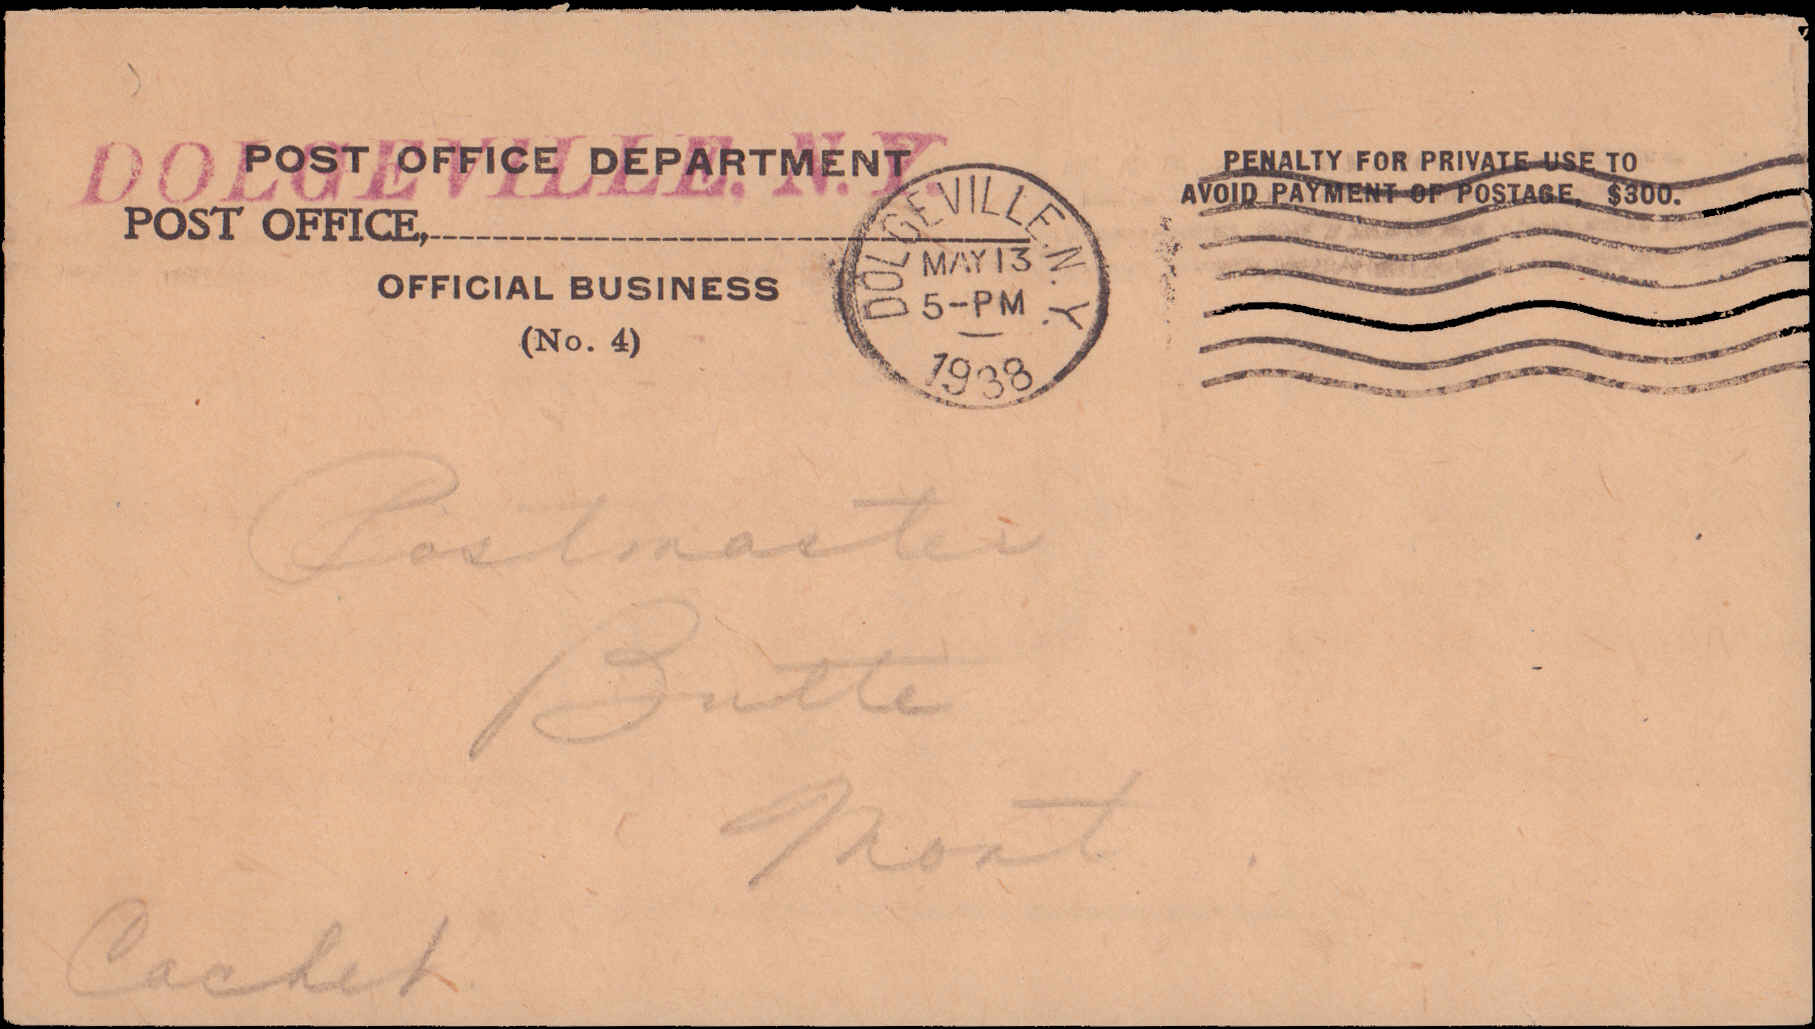 DOLGEVILLE. N.Y.
POST OFFICE DEPARTMENT
POST OFFICE,
OFFICIAL BUSINESS
(No. 4)
DOLGEVILLE. N.Y.
MAY 13
5-PM
1938
PENALTY FOR PRIVATE USE TO
AVOID PAYMENT OF POSTAGE, $300.
Postmaster
Butte
Mont.
Cachet.